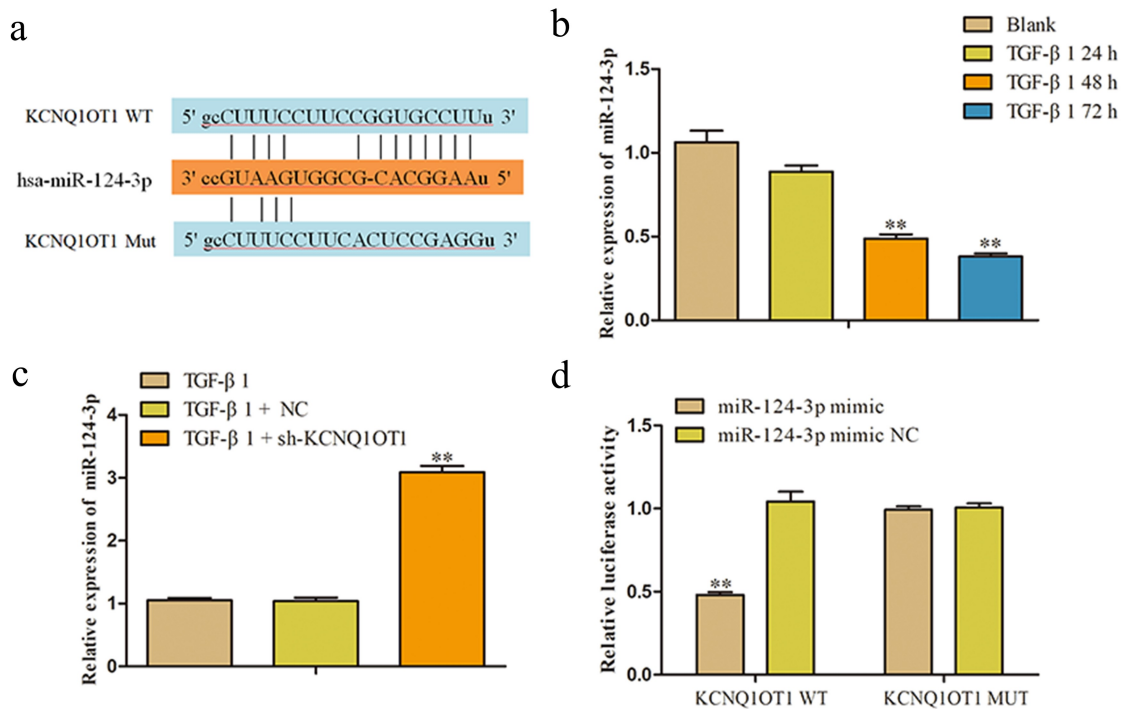 a
KCNQ1OT1 WT
5' gcCUUUCCUUCCGGUGCCUUu 3'
hsa-miR-124-3p
3' ccGUAAGUGGCG-CACGGAAu 5'
KCNQ1OT1 Mut
5' gcCUUUCCUUCACUCCGAGGu 3'
b
Blank
TGF-β 1 24 h
TGF-β 1 48 h
TGF-β 1 72 h
Relative expression of miR-124-3p
1.5
1.0
0.5
0.0
**
**
c
TGF-β 1
TGF-β 1 + NC
TGF-β 1 + sh-KCNQ1OT1
Relative expression of miR-124-3p
4
3
2
1
0
**
d
miR-124-3p mimic
miR-124-3p mimic NC
Relative luciferase activity
1.5
1.0
0.5
0.0
**
KCNQ1OT1 WT
KCNQ1OT1 MUT